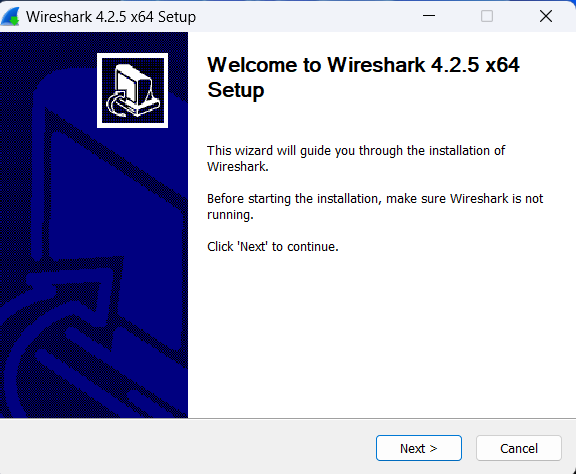 Wireshark 4.2.5 x64 Setup
Welcome to Wireshark 4.2.5 x64
Setup
This wizard will guide you through the installation of
Wireshark.
Before starting the installation, make sure Wireshark is not
running.
Click 'Next' to continue.
Next >
Cancel